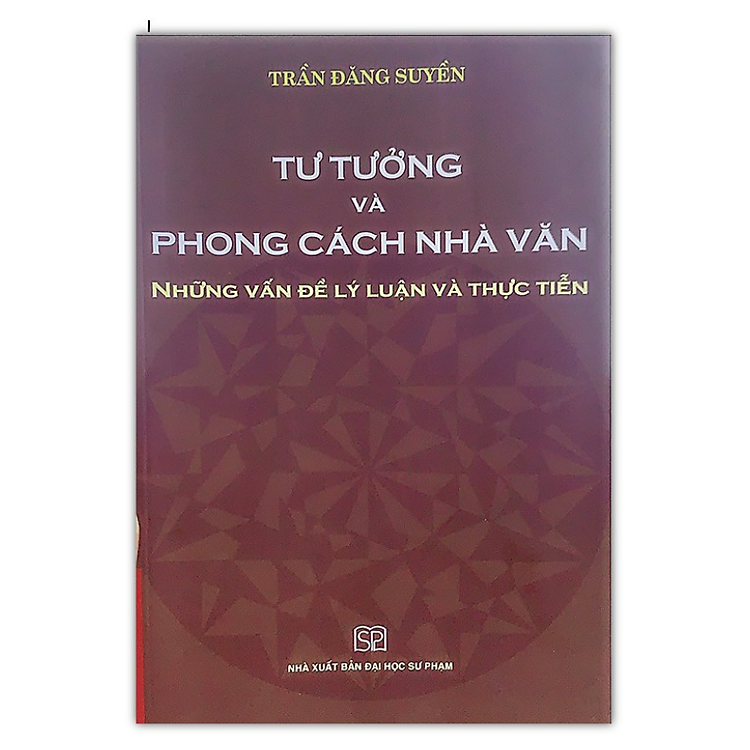 TRẦN ĐĂNG SUYỀN
TƯ TƯỞNG
VÀ
PHONG CÁCH NHÀ VĂN
NHỮNG VẤN ĐỀ LÝ LUẬN VÀ THỰC TIỄN
SP
NHÀ XUẤT BẢN ĐẠI HỌC SƯ PHẠM